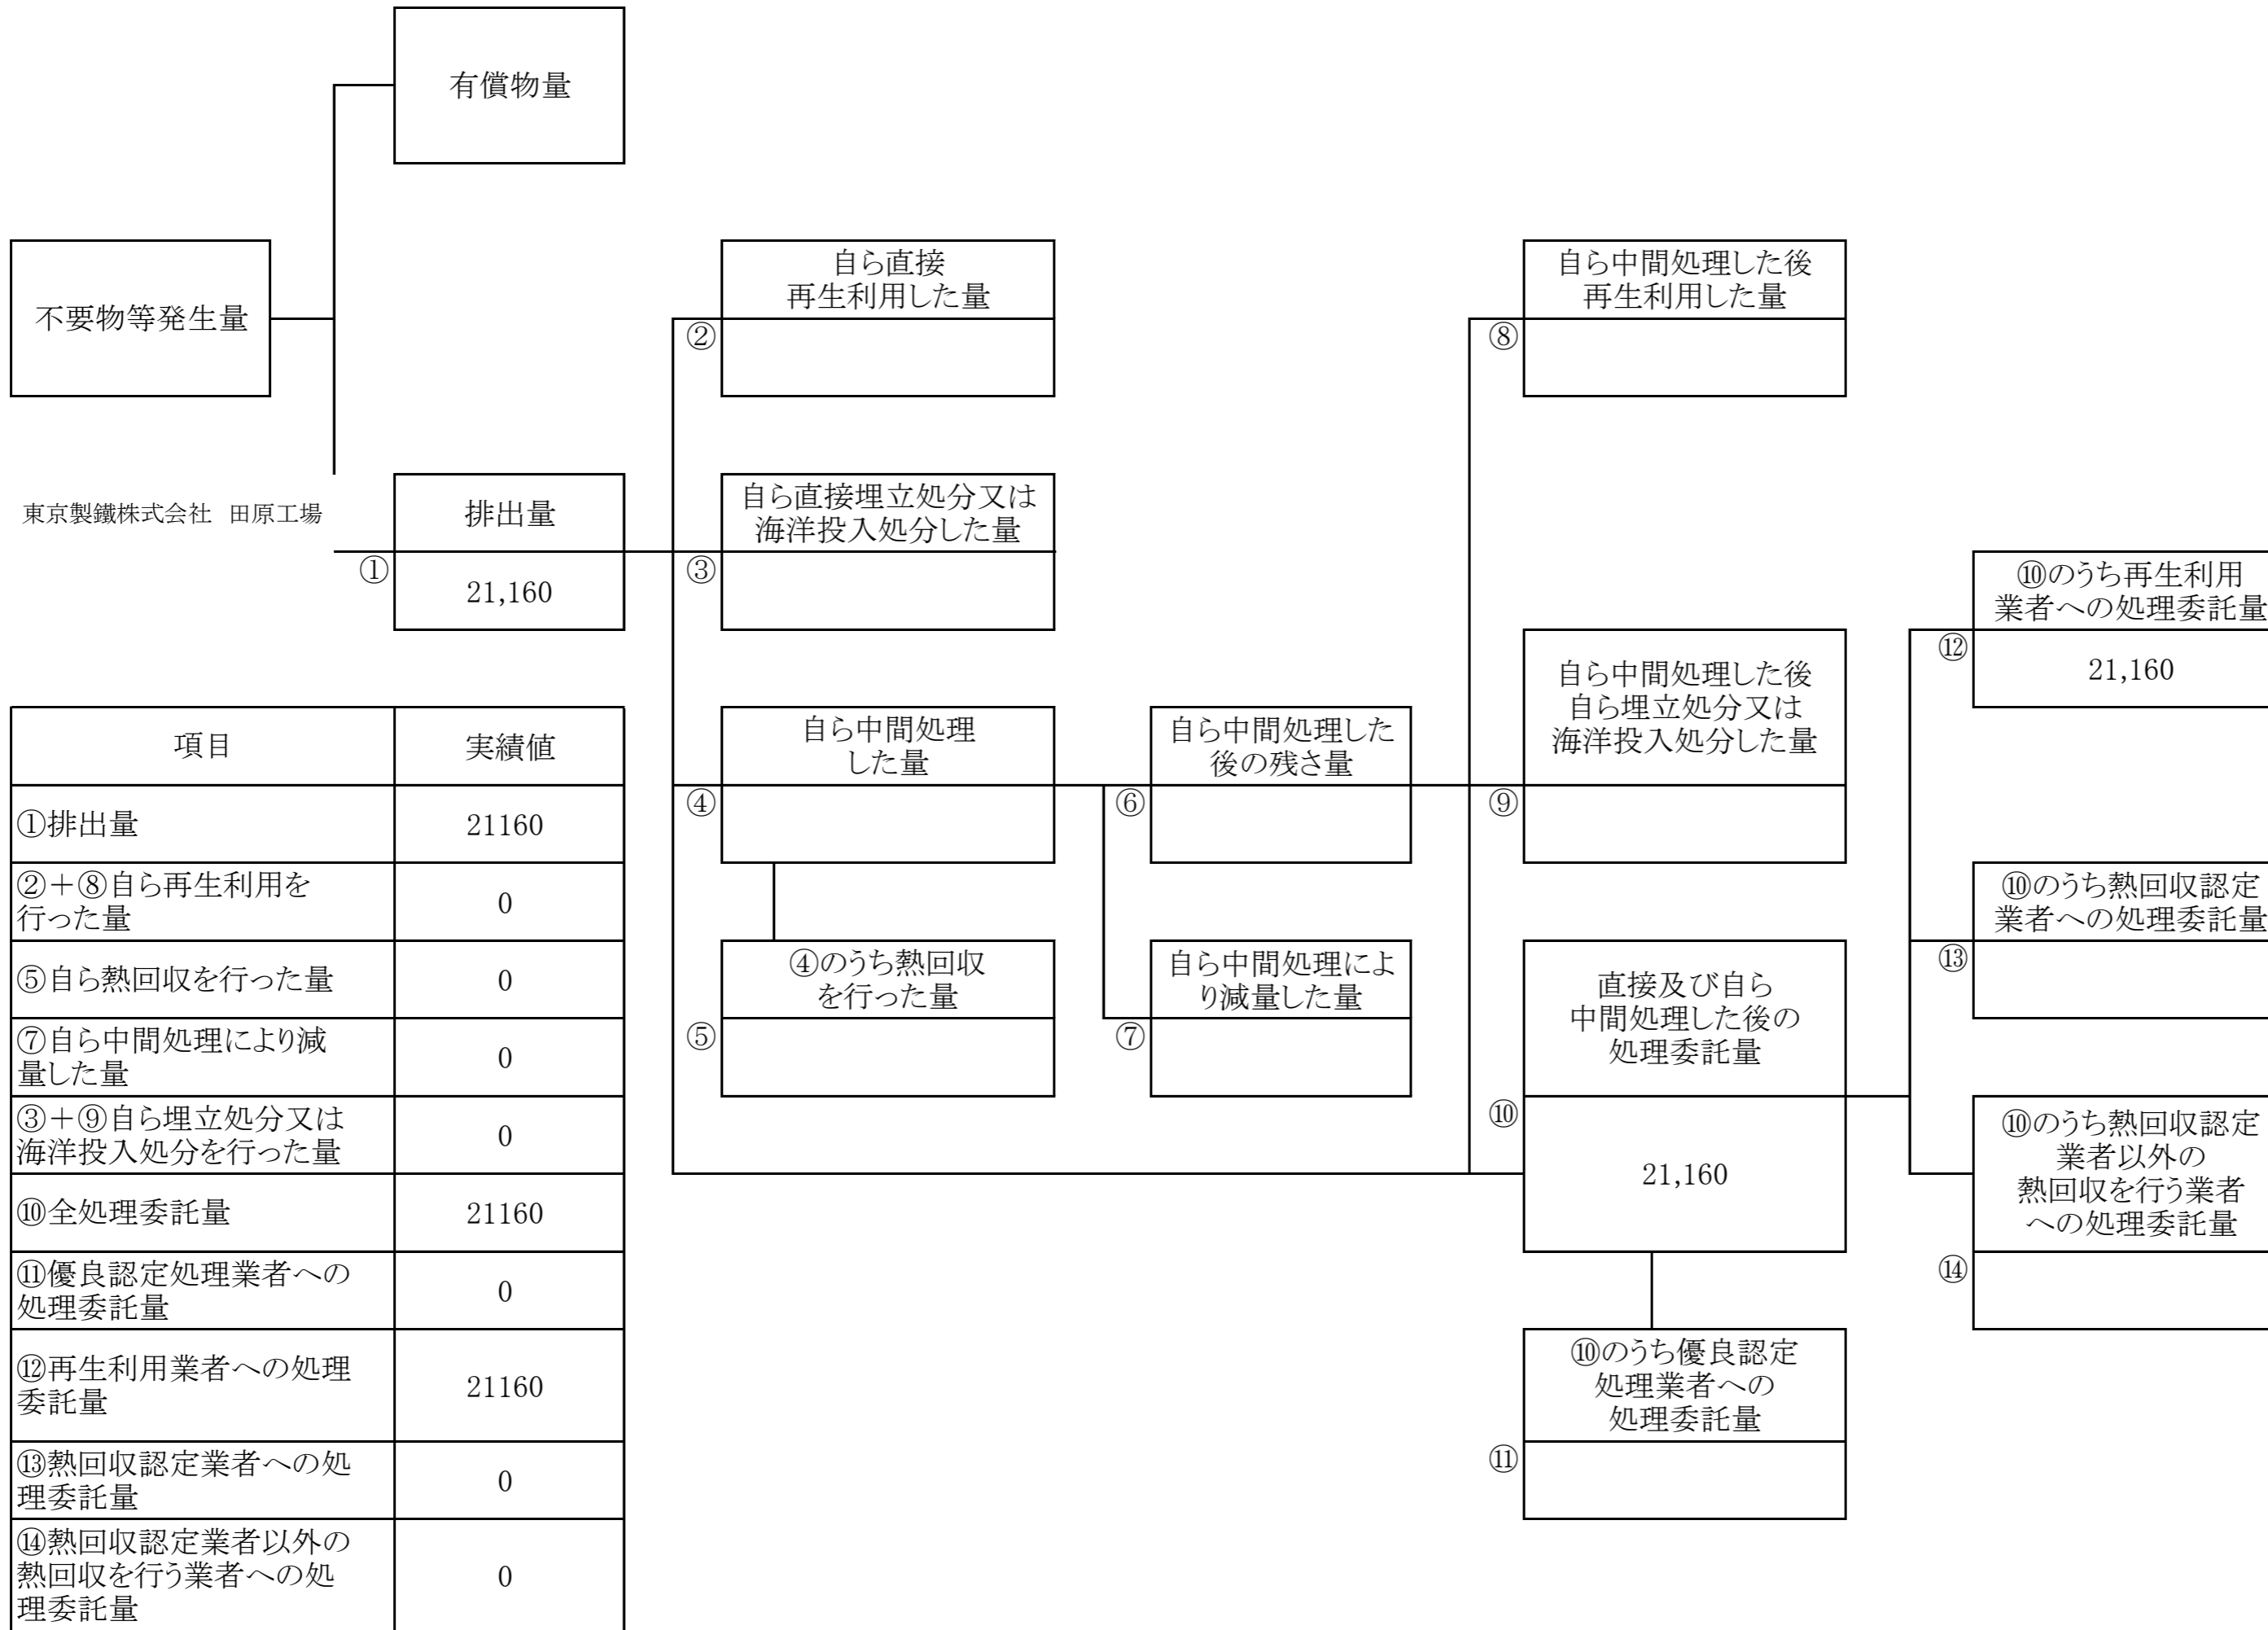 有償物量
不要物等発生量
自ら直接
再生利用した量
②
自ら中間処理した後
再生利用した量
⑧
東京製鐵株式会社　田原工場
排出量
①
21,160
自ら直接埋立処分又は
海洋投入処分した量
③
⑩のうち再生利用
業者への処理委託量
⑫
21,160
自ら中間処理した後
自ら埋立処分又は
海洋投入処分した量
⑨
自ら中間処理
した量
④
自ら中間処理した
後の残さ量
⑥
④のうち熱回収
を行った量
⑤
自ら中間処理によ
り減量した量
⑦
⑩のうち熱回収認定
業者への処理委託量
⑬
直接及び自ら
中間処理した後の
処理委託量
⑩
21,160
⑩のうち熱回収認定
業者以外の
熱回収を行う業者
への処理委託量
⑭
⑩のうち優良認定
処理業者への
処理委託量
⑪
項目 実績値
①排出量 21160
②＋⑧自ら再生利用を
行った量 0
⑤自ら熱回収を行った量 0
⑦自ら中間処理により減
量した量 0
③＋⑨自ら埋立処分又は
海洋投入処分を行った量 0
⑩全処理委託量 21160
⑪優良認定処理業者への
処理委託量 0
⑫再生利用業者への処理
委託量 21160
⑬熱回収認定業者への処
理委託量 0
⑭熱回収認定業者以外の
熱回収を行う業者への処
理委託量 0